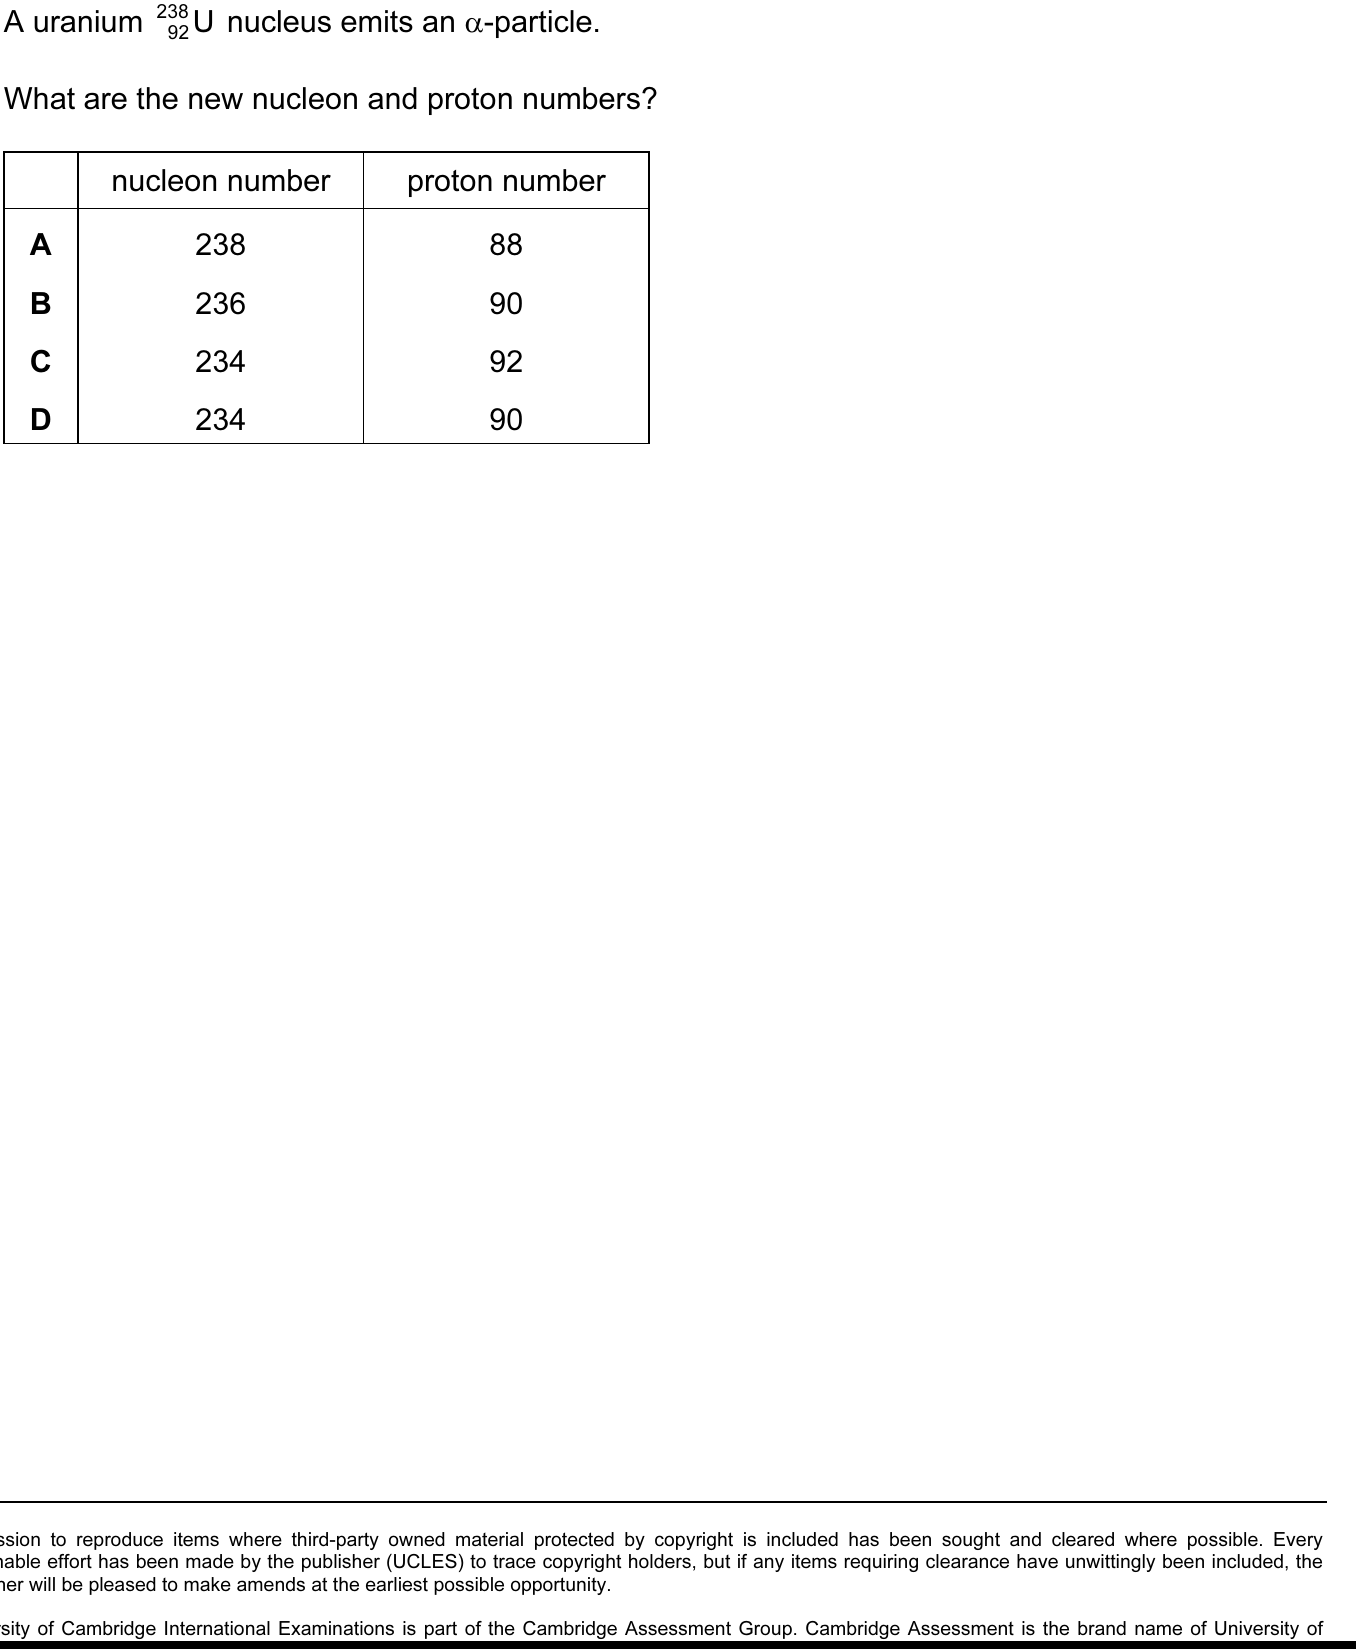 A uranium ²³⁸₉₂U nucleus emits an α-particle.
What are the new nucleon and proton numbers?
nucleon number proton number
A 238 88
B 236 90
C 234 92
D 234 90
ssion to reproduce items where third-party owned material protected by copyright is included has been sought and cleared where possible. Every
nable effort has been made by the publisher (UCLES) to trace copyright holders, but if any items requiring clearance have unwittingly been included, the
her will be pleased to make amends at the earliest possible opportunity.
rsity of Cambridge International Examinations is part of the Cambridge Assessment Group. Cambridge Assessment is the brand name of University of